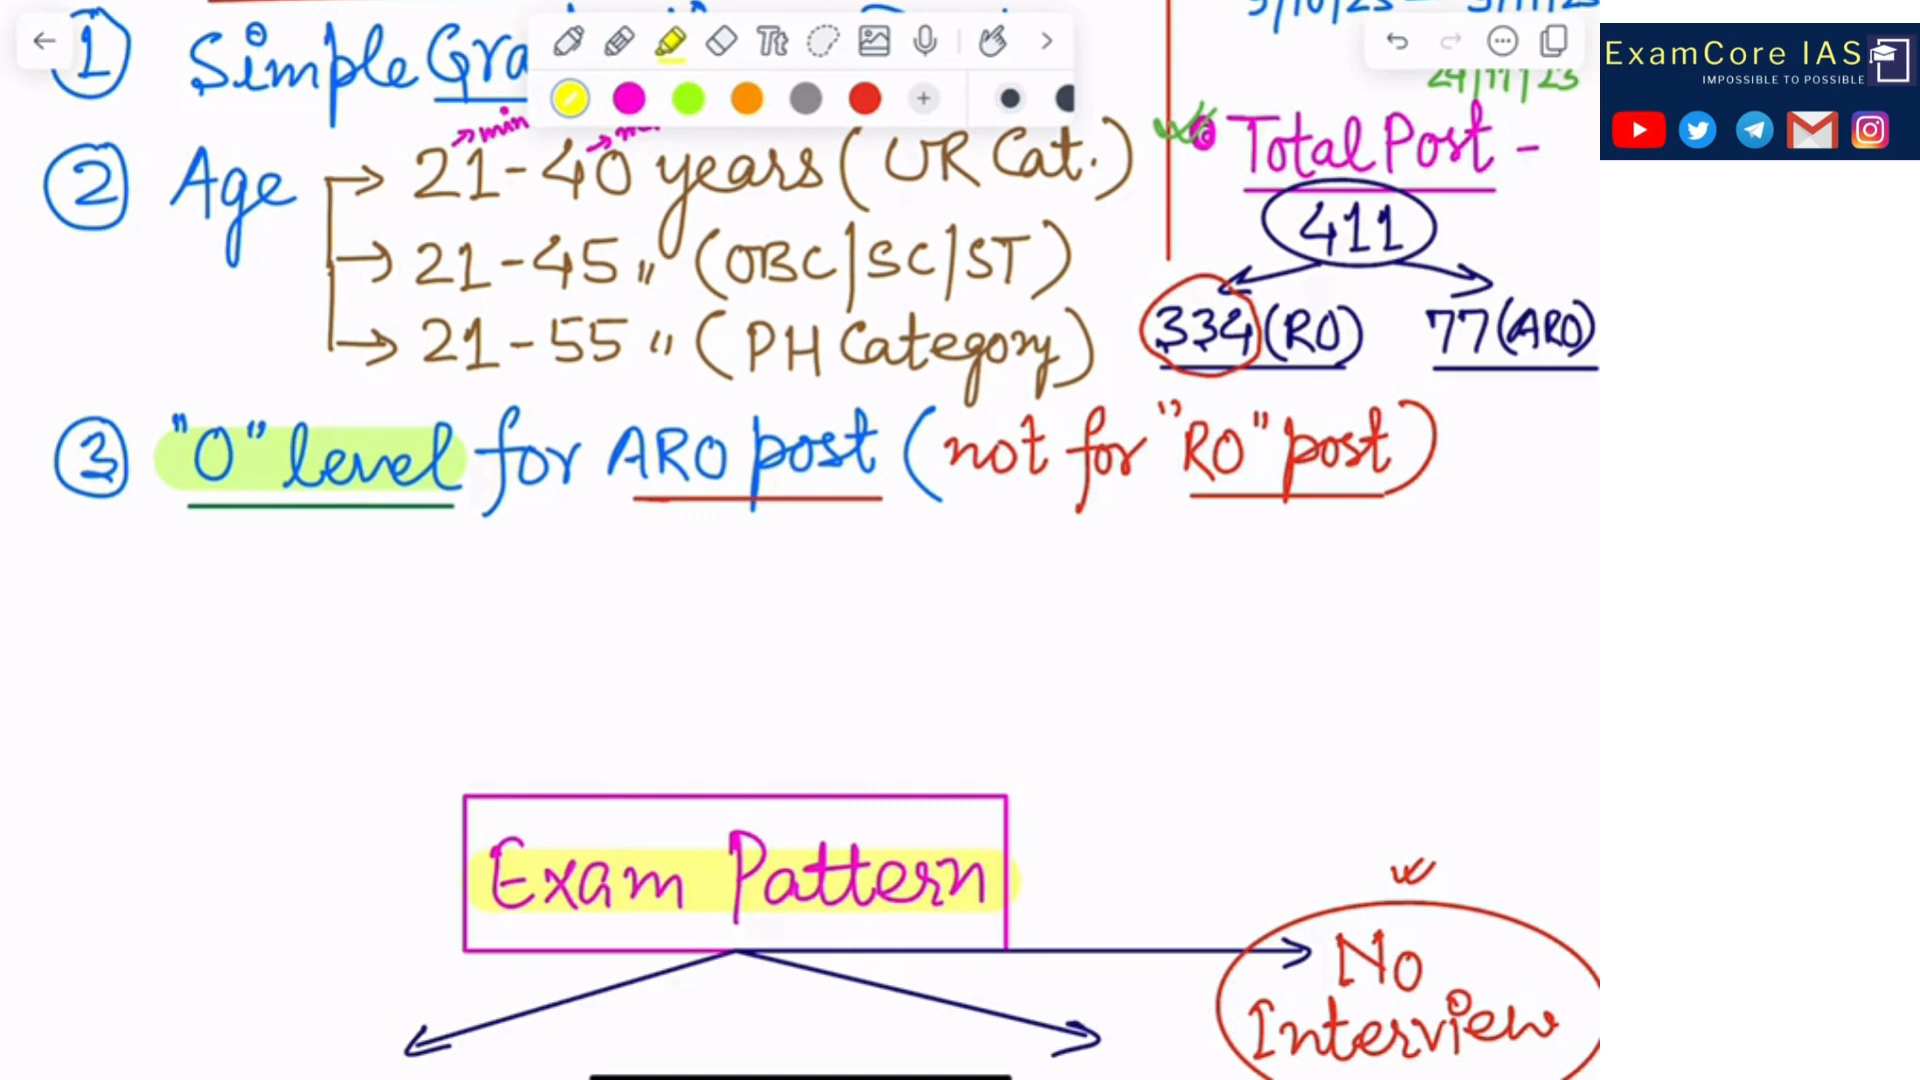 ① Simple Gra
② Age → 21-40 years (UR Cat.)
→ min
→ 21-45 " (OBC/SC/ST)
→ 21-55 " (PH Category)
③ "O" level for ARO post (not for "RO" post)
24/11/23
Total Post -
411
334 (RO) 77 (ARO)
Exam Pattern
No
Interview
Tt
ExamCore IAS
IMPOSSIBLE TO POSSIBLE